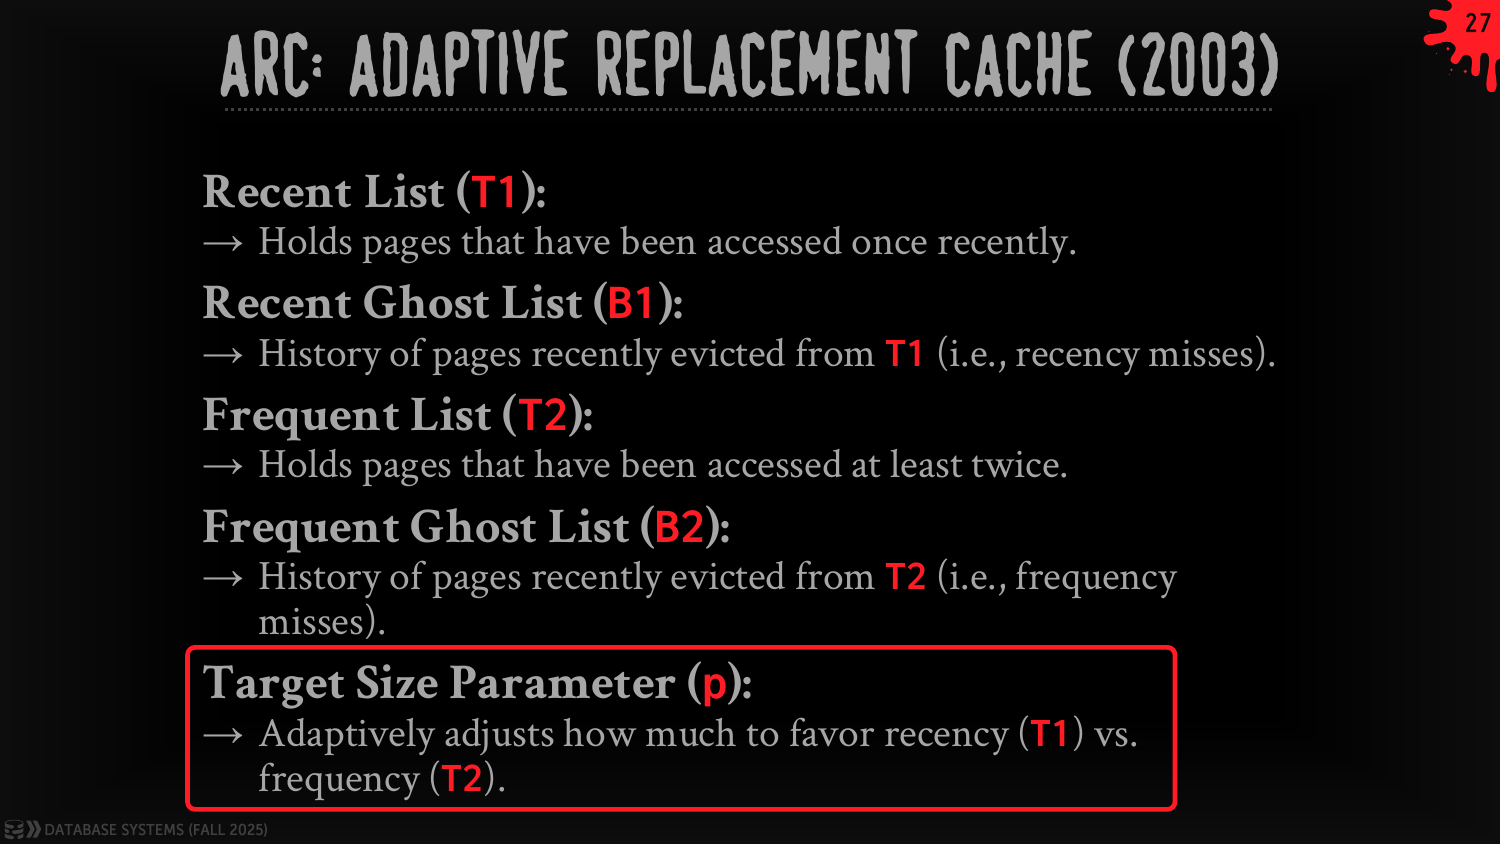 27
ARC: ADAPTIVE REPLACEMENT CACHE (2003)
Recent List (T1):
→ Holds pages that have been accessed once recently.
Recent Ghost List (B1):
→ History of pages recently evicted from T1 (i.e., recency misses).
Frequent List (T2):
→ Holds pages that have been accessed at least twice.
Frequent Ghost List (B2):
→ History of pages recently evicted from T2 (i.e., frequency
misses).
Target Size Parameter (p):
→ Adaptively adjusts how much to favor recency (T1) vs.
frequency (T2).
DATABASE SYSTEMS (FALL 2025)